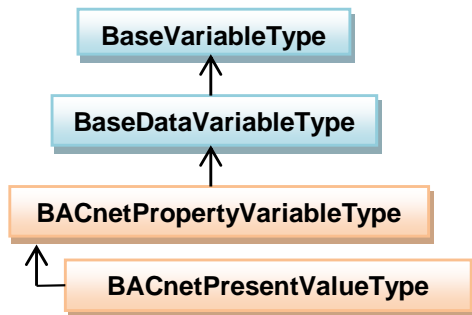 BaseVariableType
BaseDataVariableType
BACnetPropertyVariableType
BACnetPresentValueType